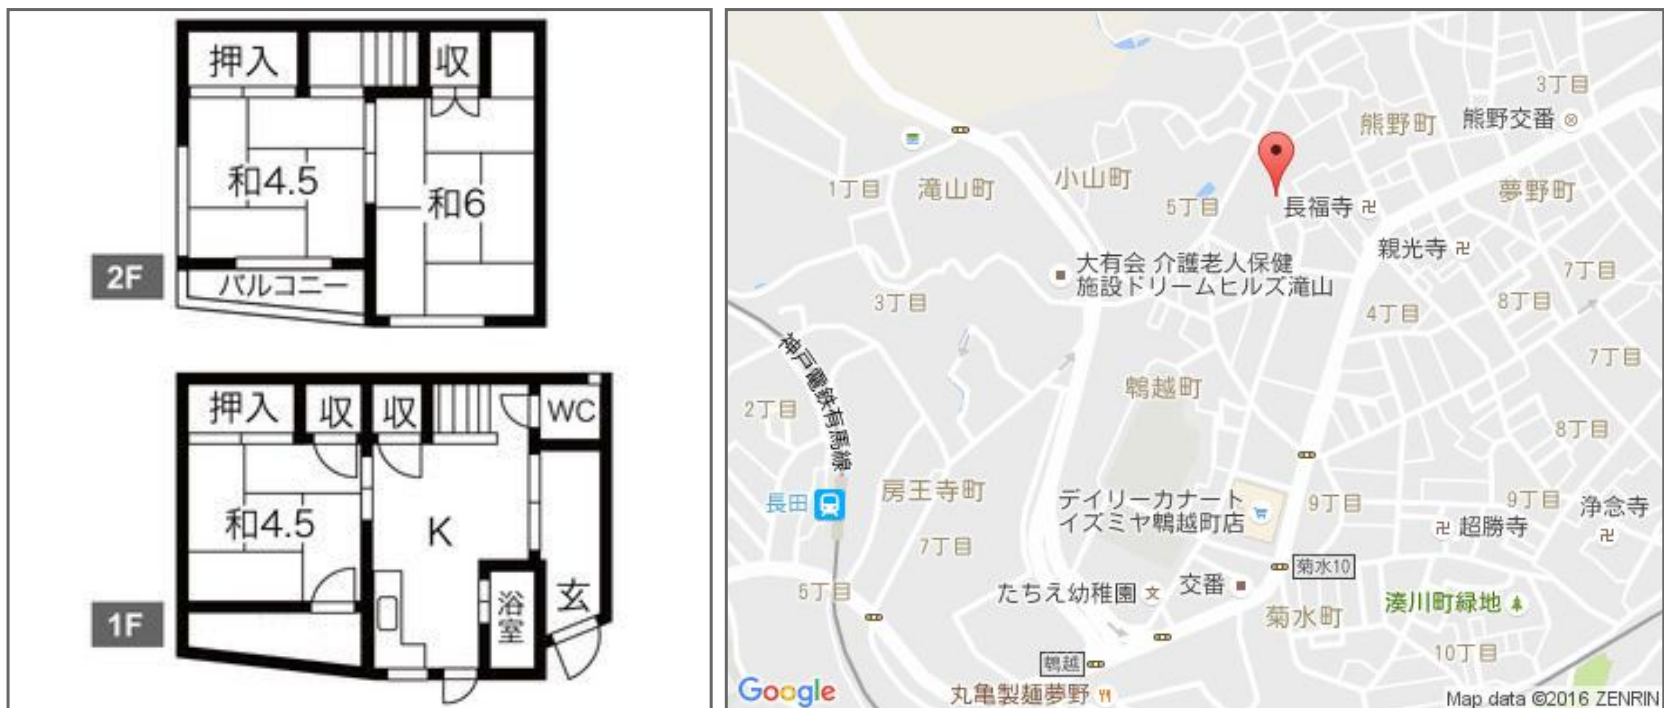 押入
収
和4.5
和6
2F
バルコニー
押入
収
収
WC
和4.5
K
浴室
玄
1F
3丁目
熊野町
熊野交番
1丁目
滝山町
小山町
5丁目
長福寺
夢野町
親光寺
大有会 介護老人保健
施設ドリームヒルズ滝山
7丁目
3丁目
8丁目
4丁目
神戸電鉄有馬線
7丁目
鵯越町
2丁目
8丁目
房王寺町
長田
デイリーカナート
イズミヤ鵯越町店
9丁目
9丁目
浄念寺
超勝寺
7丁目
菊水10
5丁目
たちえ幼稚園
文
交番
湊川町緑地
菊水町
10丁目
鵯越
Google
丸亀製麺夢野
Map data ©2016 ZENRIN